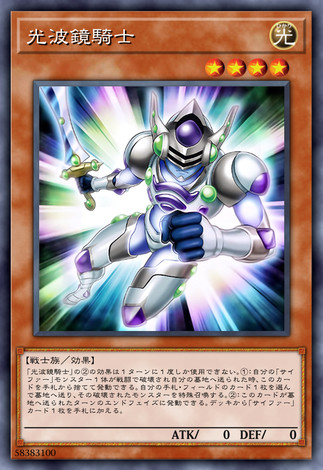 光波鏡騎士
光
【戦士族／効果】
「光波鏡騎士」の②の効果は1ターンに1度しか使用できない。①：自分の「サイ
ファー」モンスター1体が戦闘で破壊され自分の墓地へ送られた時、このカー
ドを手札から捨てて発動できる。自分の手札・フィールドのカード1枚を選ん
で墓地へ送り、その破壊されたモンスターを特殊召喚する。②：このカードが墓
地へ送られたターンのエンドフェイズに発動できる。デッキから「サイファー」
カード1枚を手札に加える。
ATK/ 0 DEF/ 0
58383100